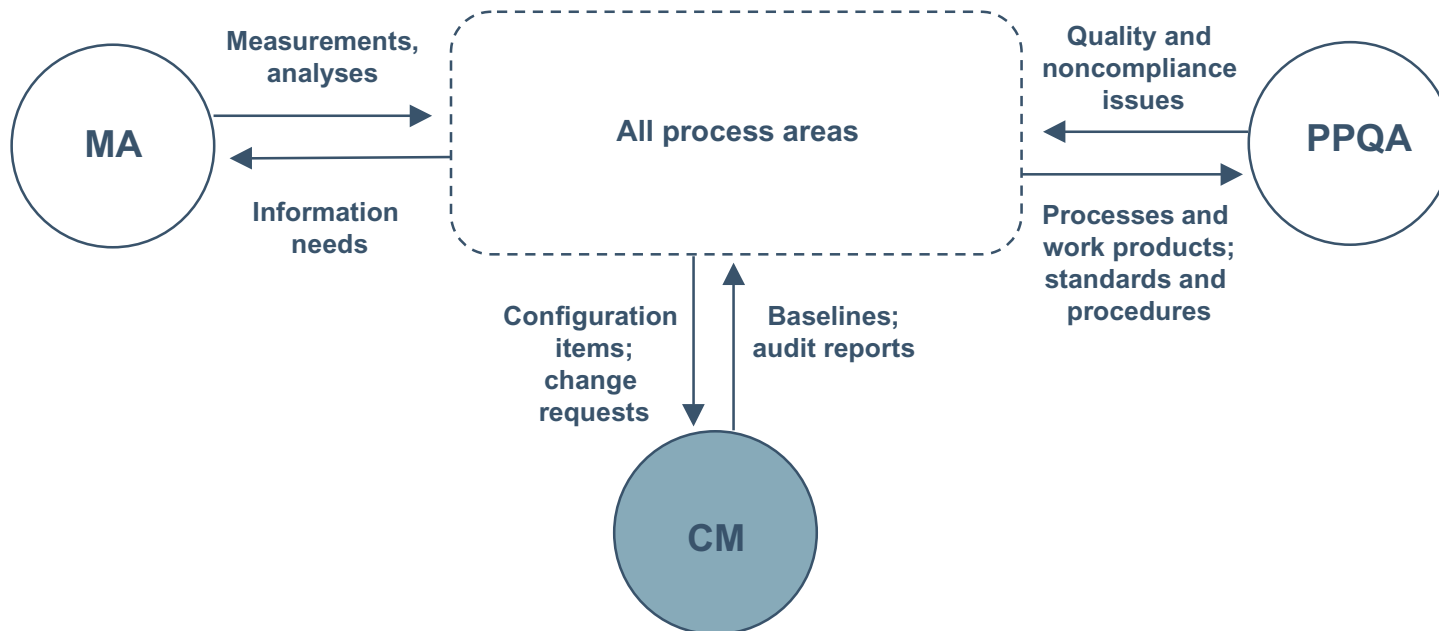 Measurements,
analyses
MA
Information
needs
All process areas
Quality and
noncompliance
issues
PPQA
Processes and
work products;
standards and
procedures
Configuration
items;
change
requests
Baselines;
audit reports
CM